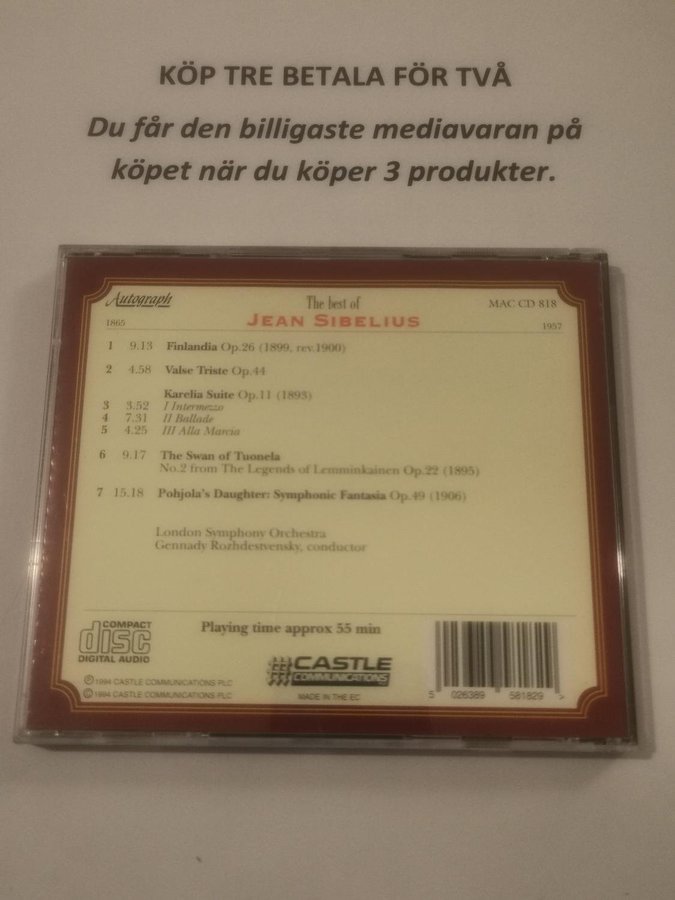 KÖP TRE BETALA FÖR TVÅ
Du får den billigaste mediavaran på
köpet när du köper 3 produkter.
Autograph
The best of
MAC CD 818
1865
JEAN SIBELIUS
1957
1 9.13 Finlandia Op.26 (1899, rev.1900)
2 4.58 Valse Triste Op.44
Karelia Suite Op.11 (1893)
3 3.52 I Intermezzo
4 7.31 II Ballade
5 4.25 III Alla Marcia
6 9.17 The Swan of Tuonela
No.2 from The Legends of Lemminkainen Op.22 (1895)
7 15.18 Pohjola's Daughter: Symphonic Fantasia Op.49 (1906)
London Symphony Orchestra
Gennady Rozhdestvensky, conductor
COMPACT
disc
DIGITAL AUDIO
Playing time approx 55 min
CASTLE
COMMUNICATIONS
MADE IN THE EC
℗ 1994 CASTLE COMMUNICATIONS PLC
© 1994 CASTLE COMMUNICATIONS PLC
5 026389 581829 >